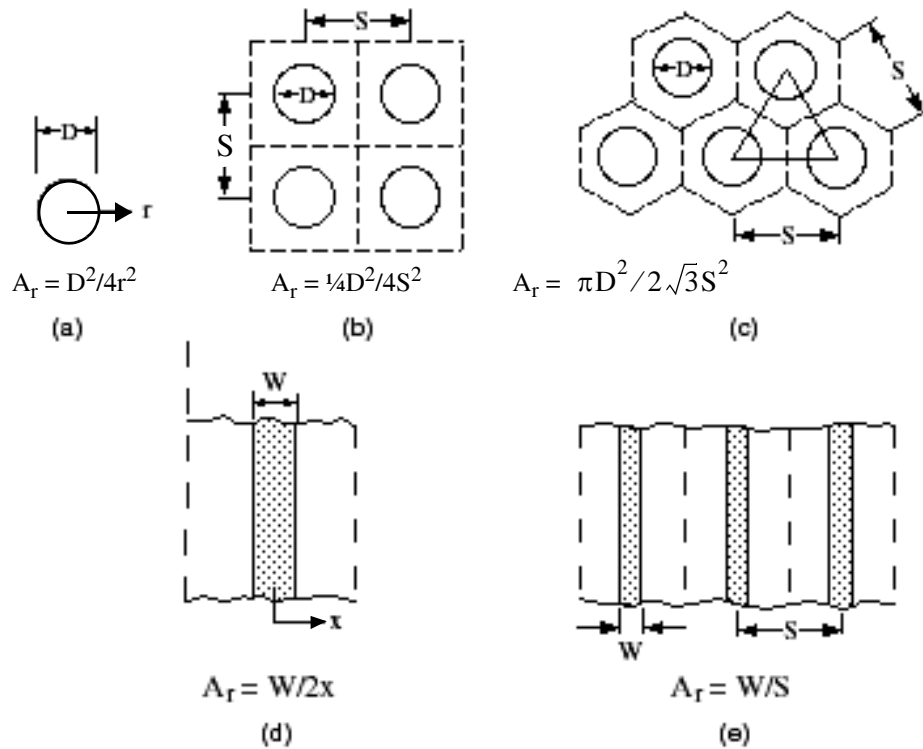 S
D
S
D
r
A_r = D²/4r²
(a)
A_r = ¼D²/4S²
(b)
D
S
S
A_r = πD²/2√3S²
(c)
W
x
A_r = W/2x
(d)
W
S
A_r = W/S
(e)